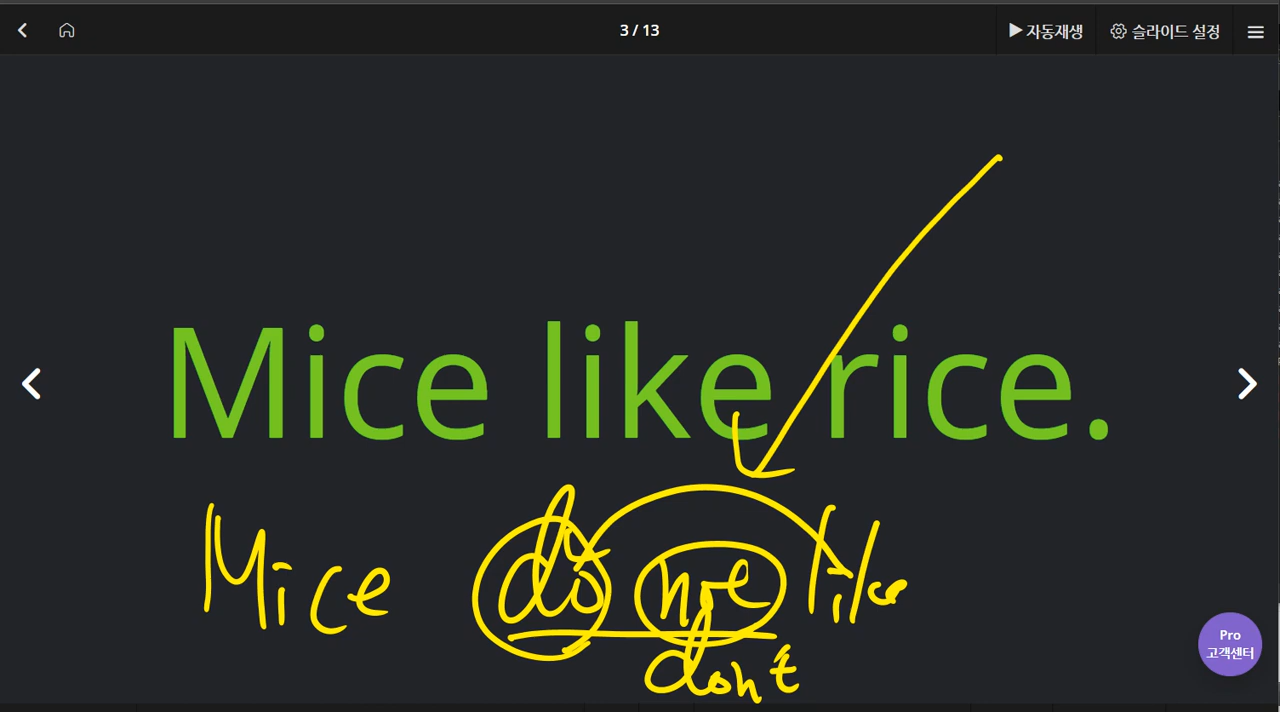 3 / 13
▶ 자동재생
슬라이드 설정
Mice like rice.
Mice do not like
don't
Pro
고객센터